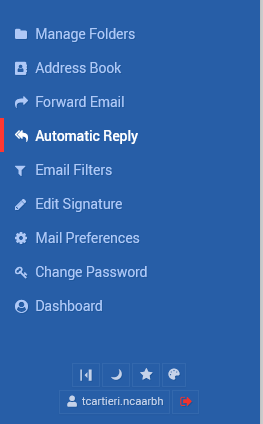 Manage Folders
Address Book
Forward Email
Automatic Reply
Email Filters
Edit Signature
Mail Preferences
Change Password
Dashboard
tcartieri.ncaarbh